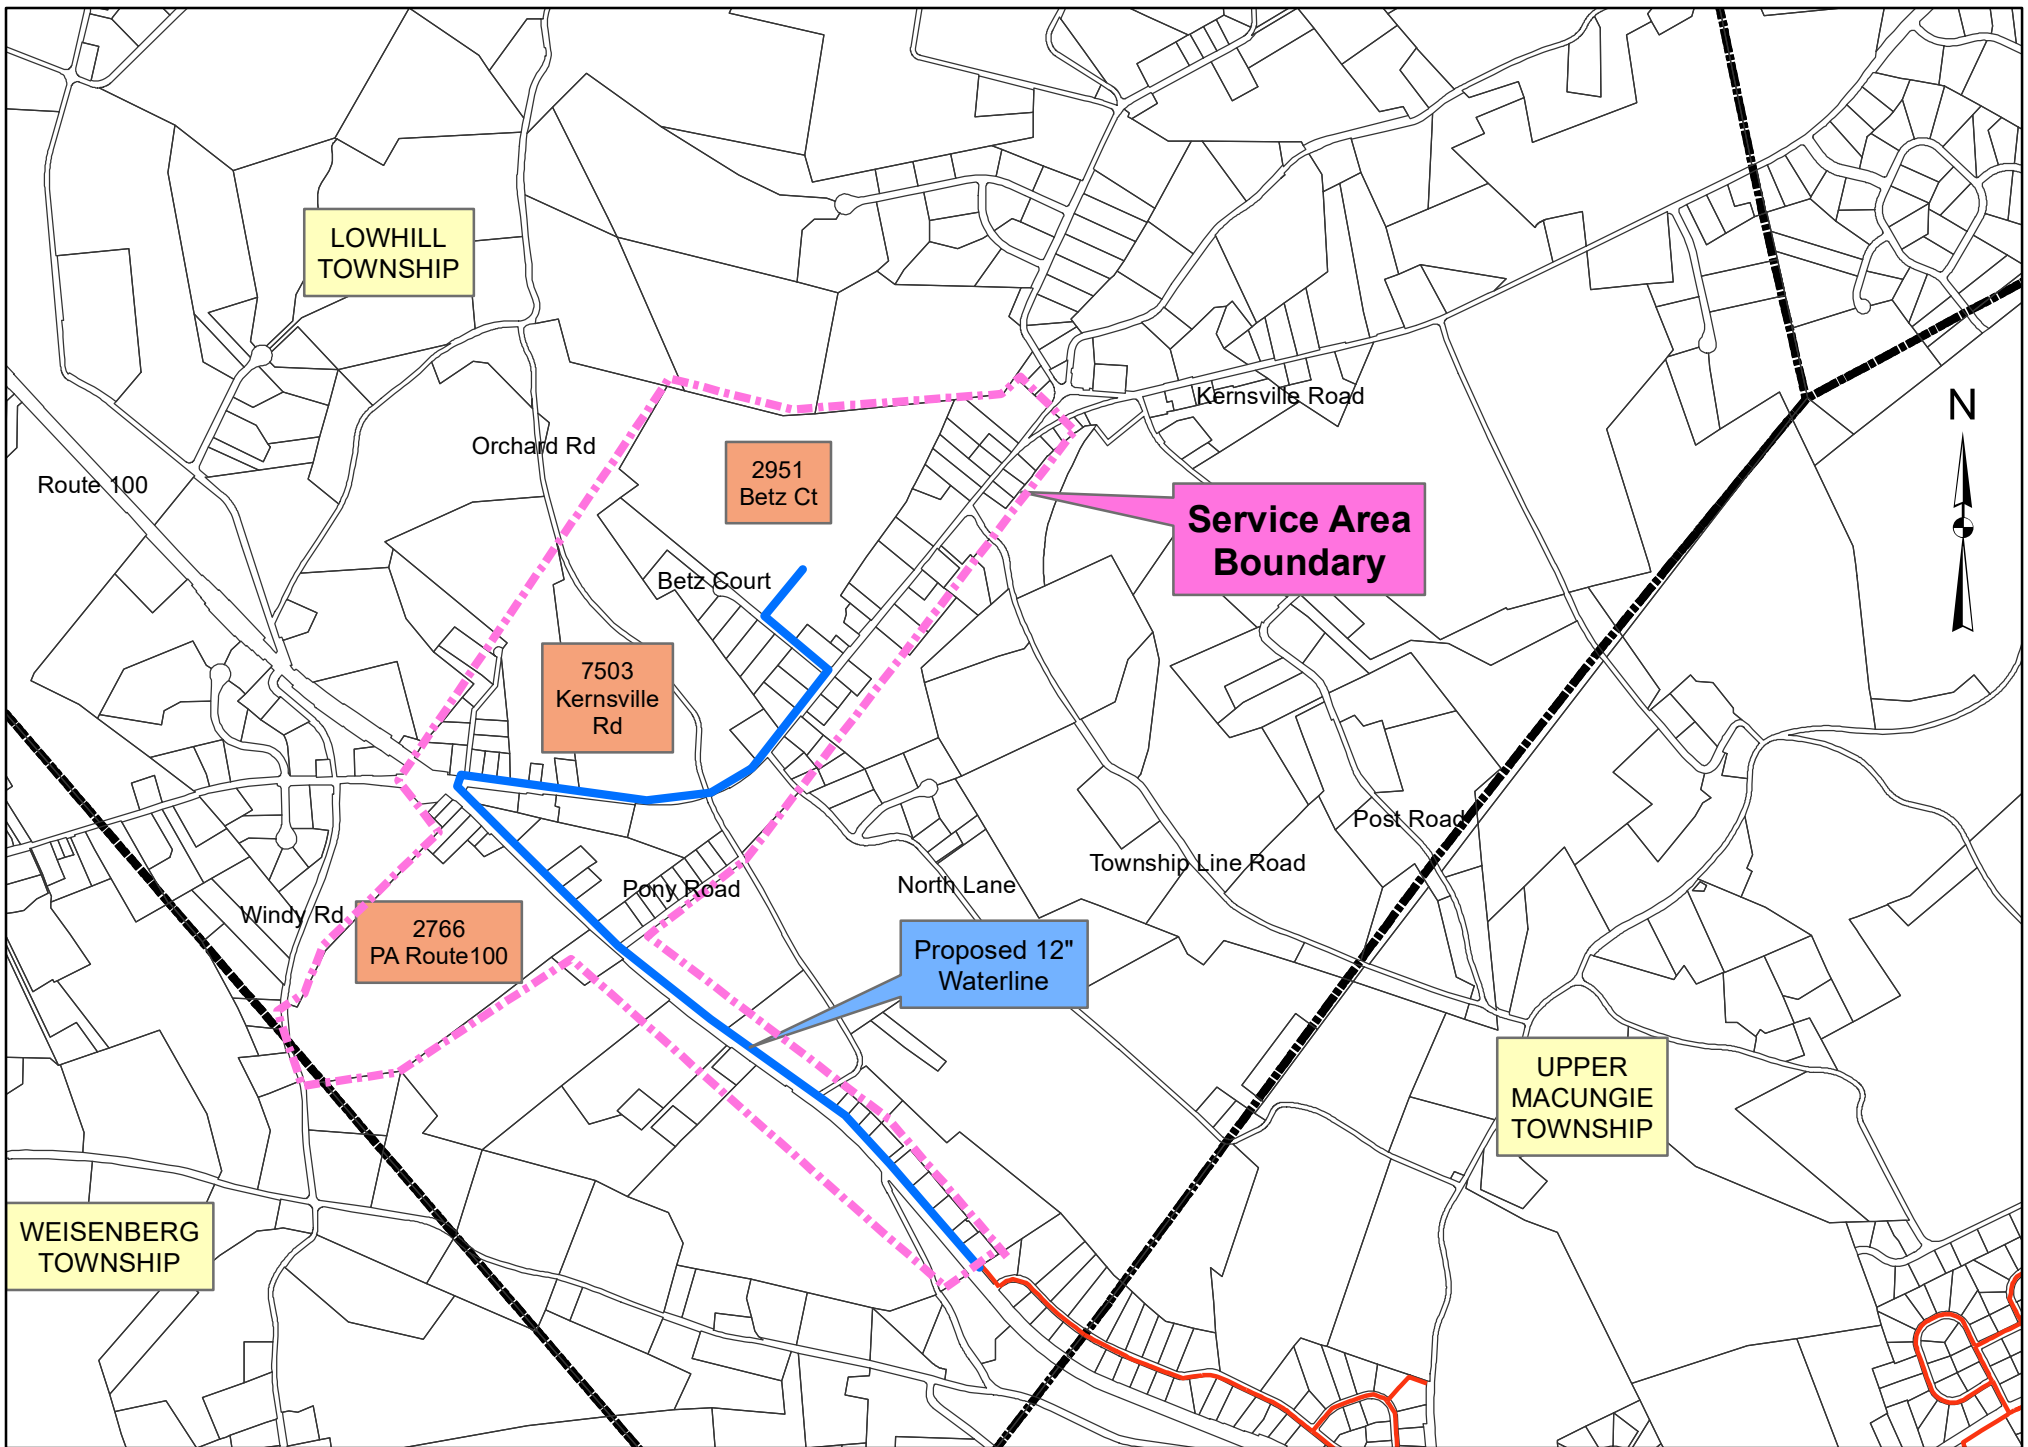 LOWHILL
TOWNSHIP
Kernsville Road
N
Orchard Rd
2951
Betz Ct
Route 100
Service Area
Boundary
Betz Court
7503
Kernsville
Rd
Post Road
Township Line Road
North Lane
Pony Road
Windy Rd
2766
PA Route100
Proposed 12"
Waterline
UPPER
MACUNGIE
TOWNSHIP
WEISENBERG
TOWNSHIP